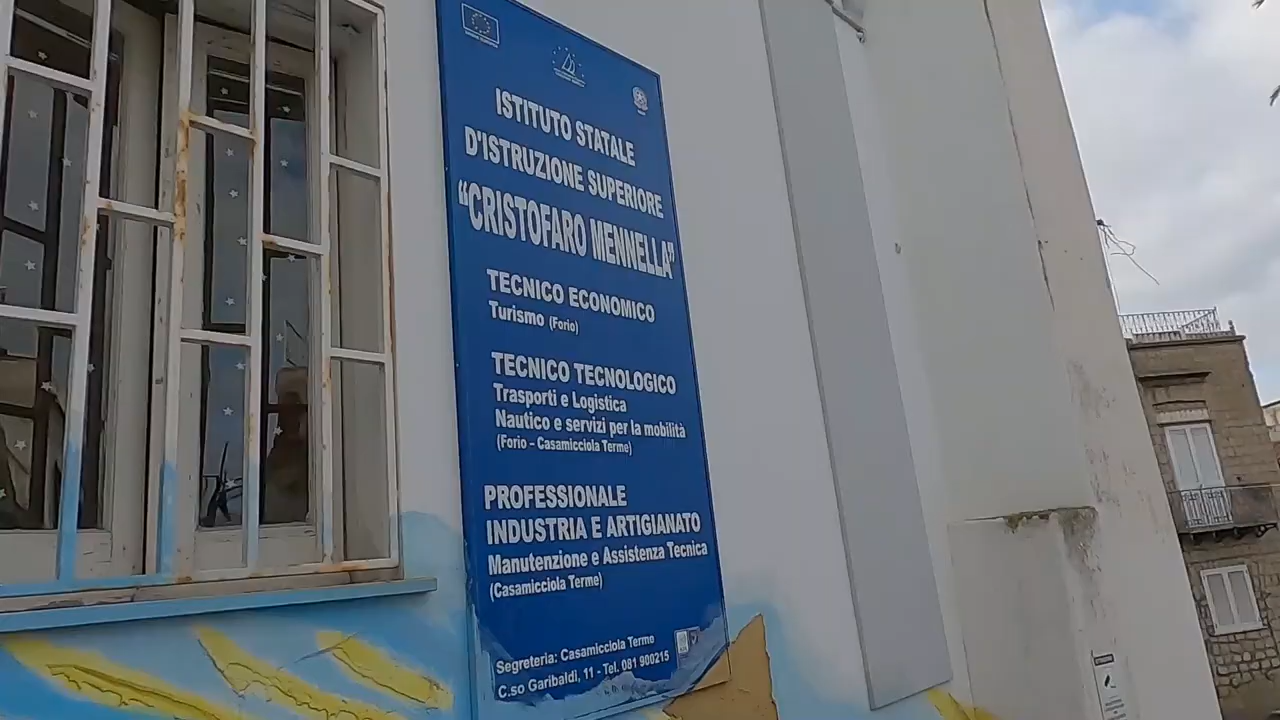 ISTITUTO STATALE
D'ISTRUZIONE SUPERIORE
“CRISTOFARO MENNELLA”
TECNICO ECONOMICO
Turismo (Forio)
TECNICO TECNOLOGICO
Trasporti e Logistica
Nautico e servizi per la mobilità
(Forio - Casamicciola Terme)
PROFESSIONALE
INDUSTRIA E ARTIGIANATO
Manutenzione e Assistenza Tecnica
(Casamicciola Terme)
Segreteria: Casamicciola Terme
C.so Garibaldi, 11 - Tel. 081 900215